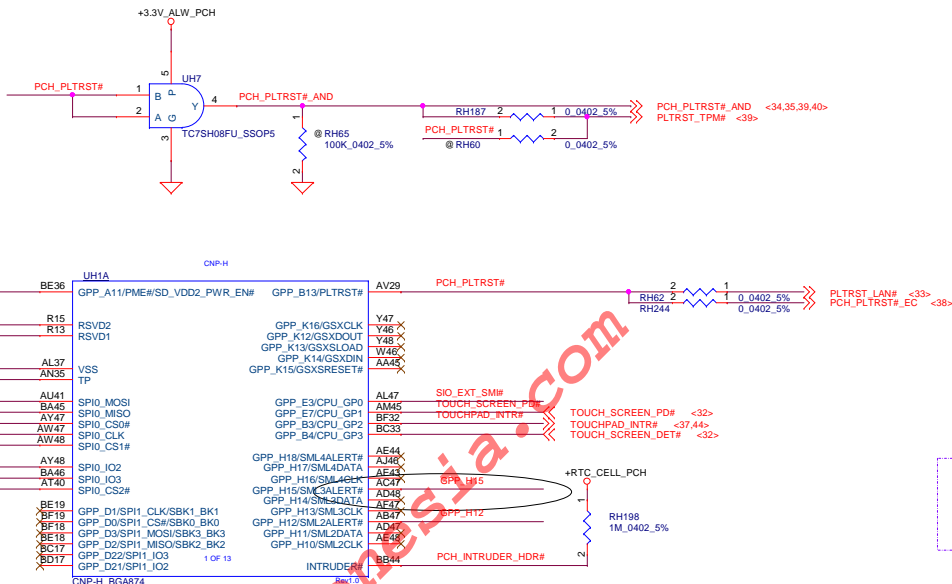 +3.3V_ALW_PCH
UH7
PCH_PLTRST#
1
B
P
5
2
A
G
3
Y
4
PCH_PLTRST#_AND
TC7SH08FU_SSOP5
1
@ RH65
100K_0402_5%
2
RH187 2 1 0_0402_5%
PCH_PLTRST#_AND <34,35,39,40>
PLTRST_TPM# <39>
PCH_PLTRST# 1 2
@ RH60 0_0402_5%
CNP-H
UH1A
BE36 GPP_A11/PME#/SD_VDD2_PWR_EN# GPP_B13/PLTRST# AV29 PCH_PLTRST#
2 1
RH62 2 1 0_0402_5%
RH244 0_0402_5%
PLTRST_LAN# <33>
PCH_PLTRST#_EC <38>
R15 RSVD2
R13 RSVD1
GPP_K16/GSXCLK Y47
GPP_K12/GSXDOUT Y46
GPP_K13/GSXSLOAD Y48
GPP_K14/GSXDIN W46
GPP_K15/GSXSRESET# AA45
AL37 VSS
AN35 TP
AU41 SPI0_MOSI GPP_E3/CPU_GP0 AL47 SIO_EXT_SMI#
BA45 SPI0_MISO GPP_E7/CPU_GP1 AM45 TOUCH_SCREEN_PD# TOUCH_SCREEN_PD# <32>
AY47 SPI0_CS0# GPP_B3/CPU_GP2 BF32 TOUCHPAD_INTR# TOUCHPAD_INTR# <37,44>
AW47 SPI0_CLK GPP_B4/CPU_GP3 BC33 TOUCH_SCREEN_DET# <32>
AW48 SPI0_CS1#
GPP_H18/SML4ALERT# AE44
AY48 SPI0_IO2 GPP_H17/SML4DATA AJ46
BA46 SPI0_IO3 GPP_H16/SML4CLK AE43
AT40 SPI0_CS2# GPP_H15/SML3ALERT# AC47 GPP_H15
GPP_H14/SML3DATA AD48
BE19 GPP_D1/SPI1_CLK/SBK1_BK1 GPP_H13/SML3CLK AF47
BF19 GPP_D0/SPI1_CS#/SBK0_BK0 GPP_H12/SML2ALERT# AB47 GPP_H12
BF18 GPP_D3/SPI1_MOSI/SBK3_BK3 GPP_H11/SML2DATA AD47
BE18 GPP_D2/SPI1_MISO/SBK2_BK2 GPP_H10/SML2CLK AE48
BC17 GPP_D22/SPI1_IO3
BD17 GPP_D21/SPI1_IO2
1 OF 13
INTRUDER# BB44 PCH_INTRUDER_HDR#
+RTC_CELL_PCH
1
RH198
1M_0402_5%
2
CNP-H_BGA874
Rev1.0
nesia.com